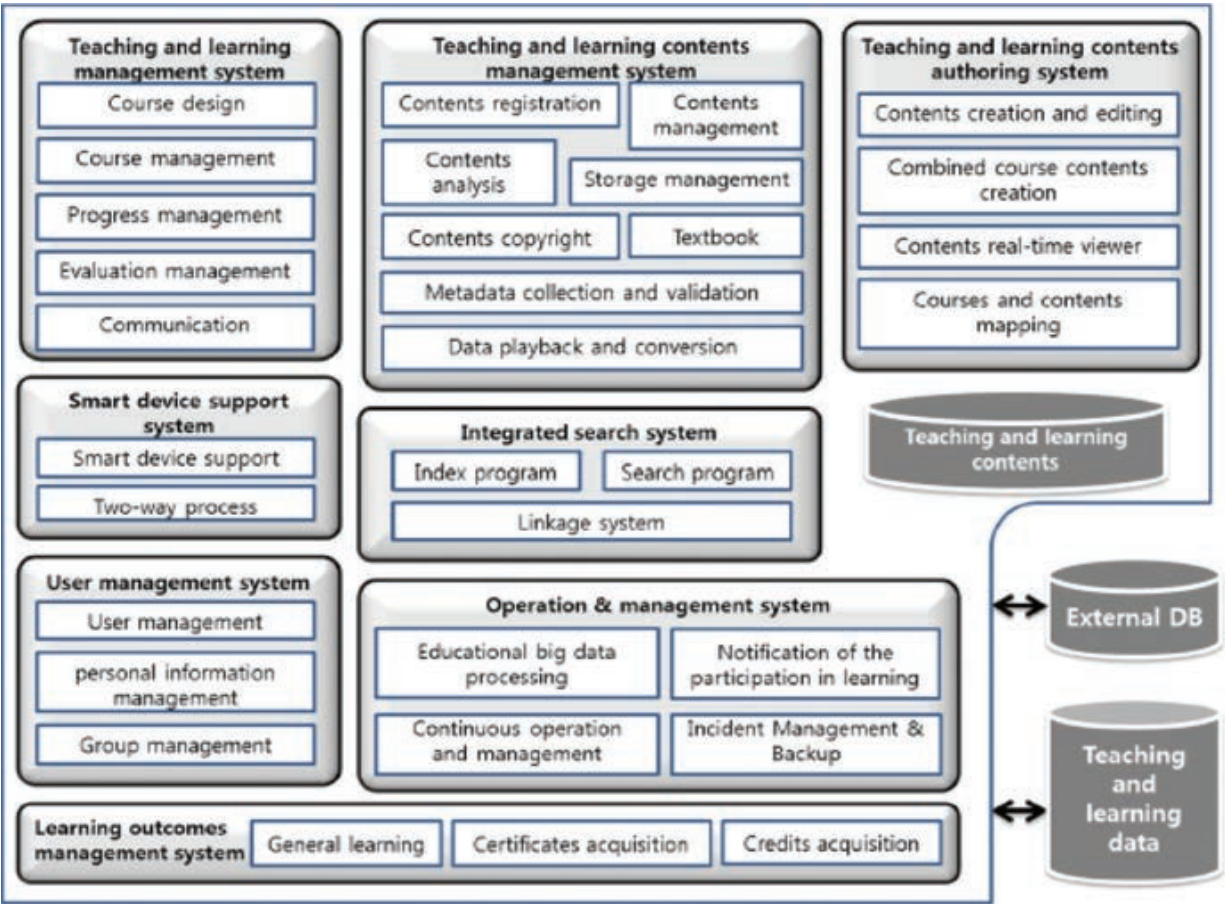 Teaching and learning
management system
Course design
Course management
Progress management
Evaluation management
Communication
Teaching and learning contents
management system
Contents registration
Contents
management
Contents
analysis
Storage management
Contents copyright
Textbook
Metadata collection and validation
Data playback and conversion
Teaching and learning contents
authoring system
Contents creation and editing
Combined course contents
creation
Contents real-time viewer
Courses and contents
mapping
Smart device support
system
Smart device support
Two-way process
Integrated search system
Index program
Search program
Linkage system
Teaching and learning
contents
User management system
User management
personal information
management
Group management
Operation & management system
Educational big data
processing
Notification of the
participation in learning
Continuous operation
and management
Incident Management &
Backup
External DB
Teaching
and
learning
data
Learning outcomes
management system
General learning
Certificates acquisition
Credits acquisition